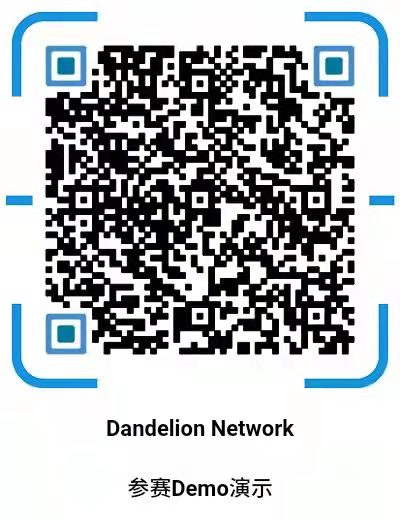 Dandelion Network
参赛Demo演示